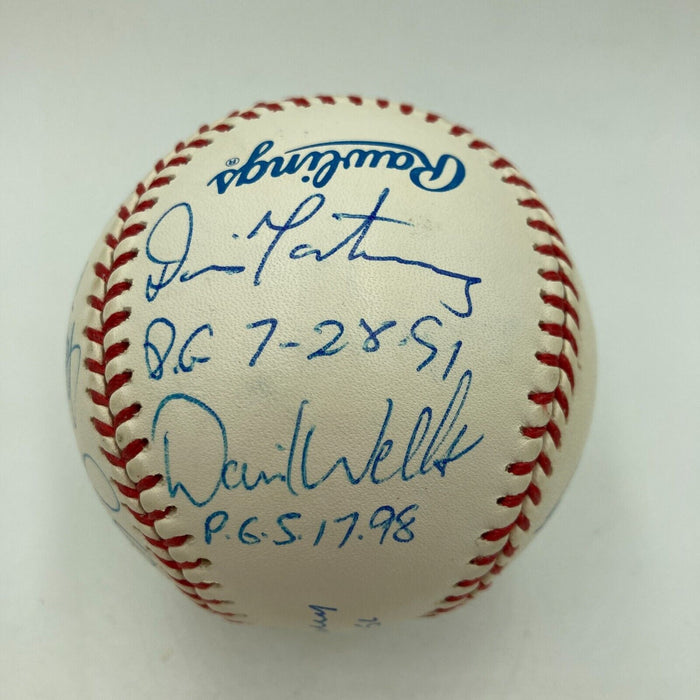 Rawlings®
Dennis Martinez
P.G 7-28-91
David Wells
P.G.5.17.98